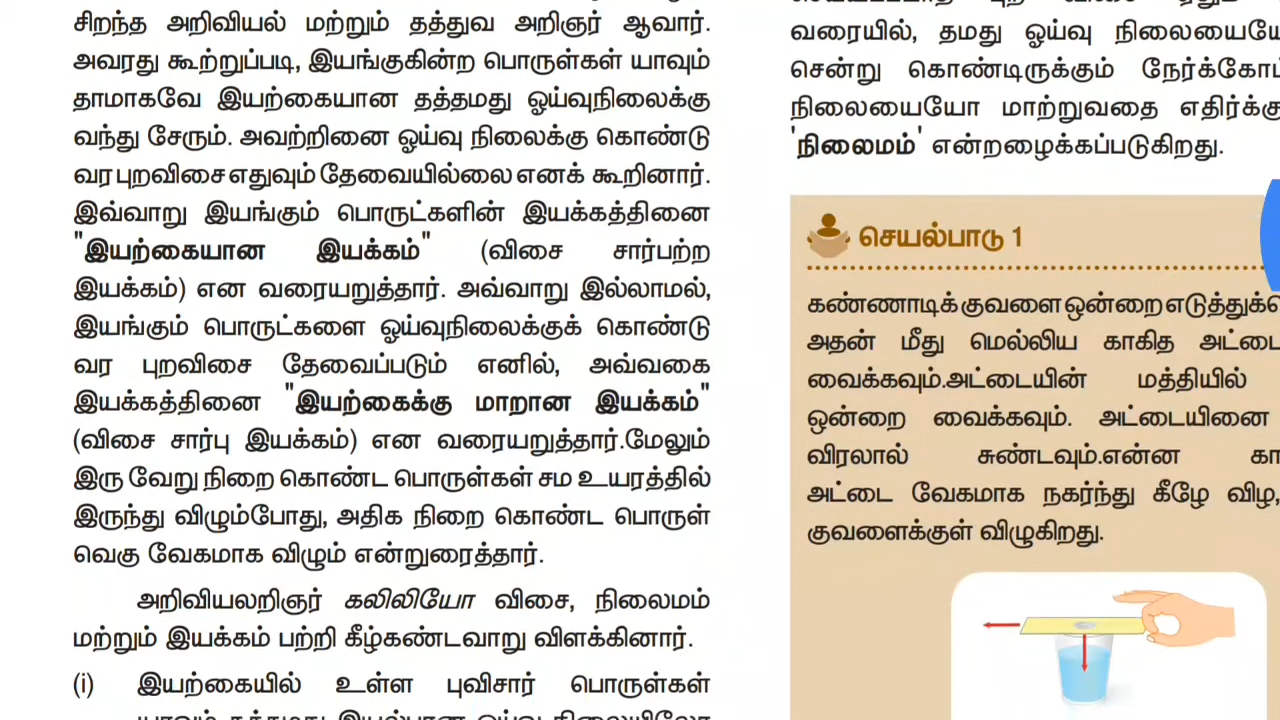 சிறந்த அறிவியல் மற்றும் தத்துவ அறிஞர் ஆவார்.
அவரது கூற்றுப்படி, இயங்குகின்ற பொருள்கள் யாவும்
தாமாகவே இயற்கையான தத்தமது ஓய்வுநிலைக்கு
வந்து சேரும். அவற்றினை ஓய்வு நிலைக்கு கொண்டு
வர புறவிசை எதுவும் தேவையில்லை எனக் கூறினார்.
இவ்வாறு இயங்கும் பொருட்களின் இயக்கத்தினை
"இயற்கையான இயக்கம்" (விசை சார்பற்ற
இயக்கம்) என வரையறுத்தார். அவ்வாறு இல்லாமல்,
இயங்கும் பொருட்களை ஓய்வுநிலைக்குக் கொண்டு
வர புறவிசை தேவைப்படும் எனில், அவ்வகை
இயக்கத்தினை "இயற்கைக்கு மாறான இயக்கம்"
(விசை சார்பு இயக்கம்) என வரையறுத்தார்.மேலும்
இரு வேறு நிறை கொண்ட பொருள்கள் சம உயரத்தில்
இருந்து விழும்போது, அதிக நிறை கொண்ட பொருள்
வெகு வேகமாக விழும் என்றுரைத்தார்.
அறிவியலறிஞர் கலிலியோ விசை, நிலைமம்
மற்றும் இயக்கம் பற்றி கீழ்கண்டவாறு விளக்கினார்.
(i) இயற்கையில் உள்ள புவிசார் பொருள்கள்
வரையில், தமது ஓய்வு
சென்று கொண்டிருக்கும்
நிலையையோ மாற்றுவதை
'நிலைமம்' என்றழைக்கப்படுகிறது.
செயல்பாடு 1
கண்ணாடிக் குவளை ஒன்றை
அதன் மீது மெல்லிய காகித
வைக்கவும்.அட்டையின் மத்தியில்
ஒன்றை வைக்கவும். அட்டையினை
விரலால் சுண்டவும்.என்ன
அட்டை வேகமாக நகர்ந்து கீழே விழ,
குவளைக்குள் விழுகிறது.